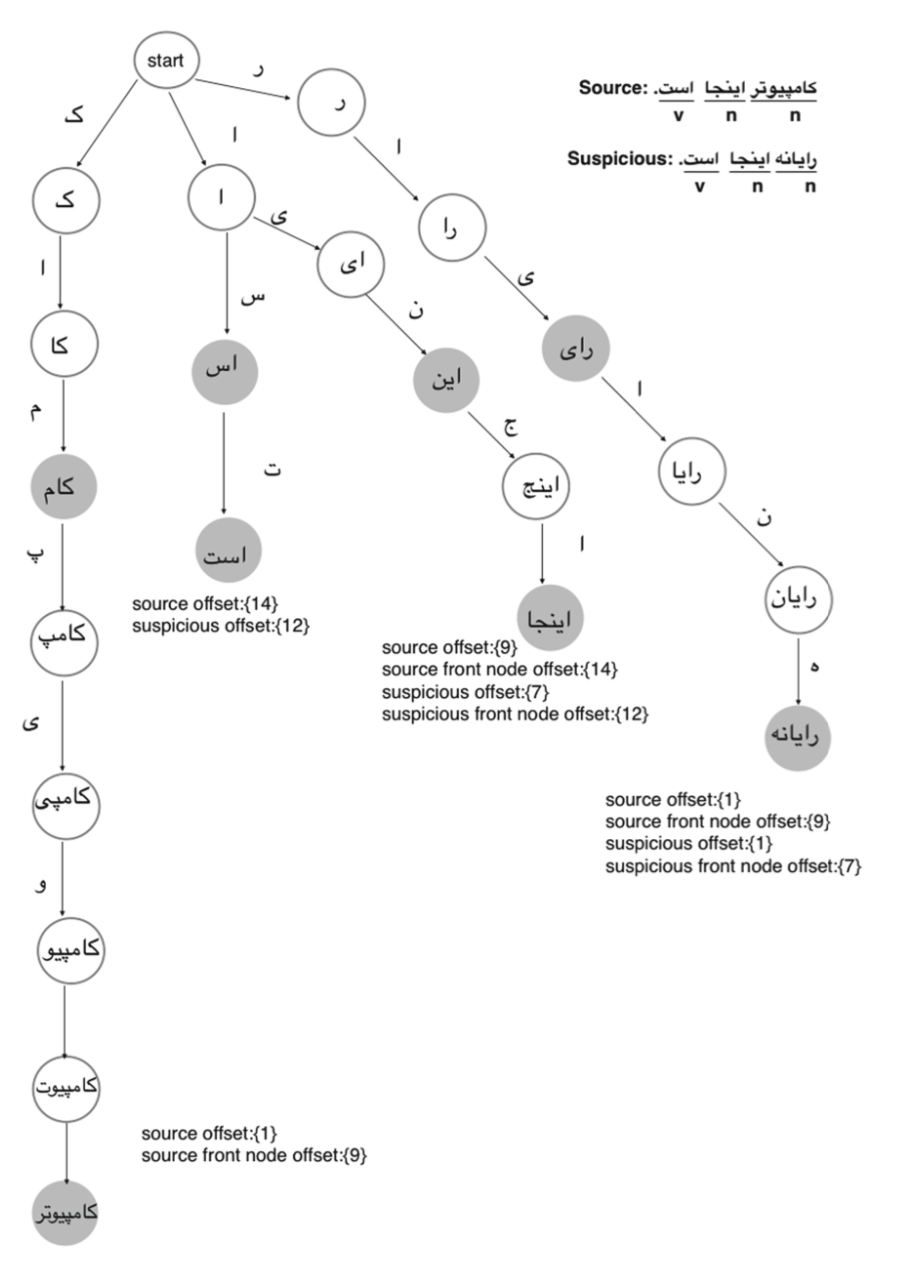 start
ر
ر
ک
ا
ا
ک
ا
ی
را
ای
ا
س
ن
ی
کا
اس
این
رای
م
ج
ا
ت
کام
اینج
رایا
پ
ا
ن
است
source offset:{14}
suspicious offset:{12}
کامپ
اینجا
source offset:{9}
source front node offset:{14}
suspicious offset:{7}
suspicious front node offset:{12}
رایان
ه
ی
رایانه
source offset:{1}
source front node offset:{9}
suspicious offset:{1}
suspicious front node offset:{7}
کامپی
و
کامپیو
کامپیوت
source offset:{1}
source front node offset:{9}
کامپیوتر
Source: کامپیوتر اینجا است.
v n n
Suspicious: رایانه اینجا است.
v n n